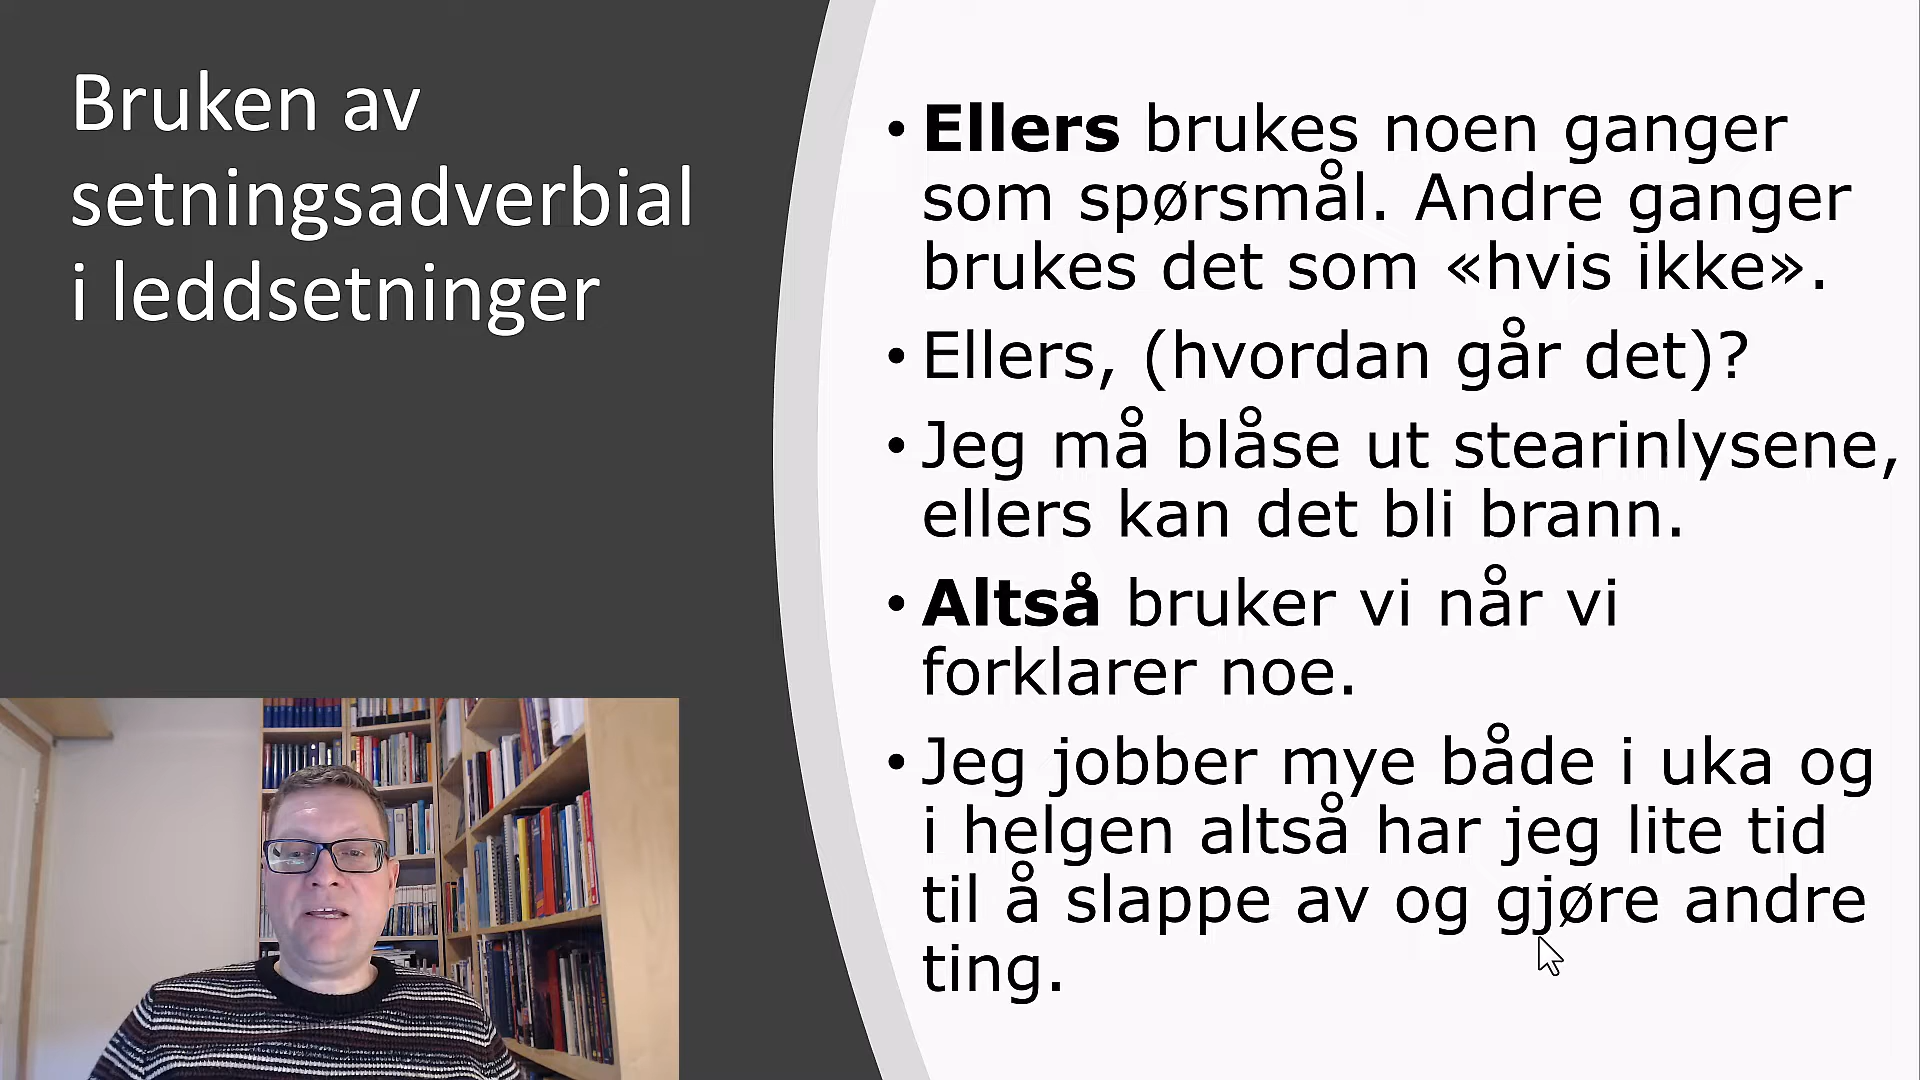 Bruken av
setningsadverbial
i leddsetninger
• Ellers brukes noen ganger
som spørsmål. Andre ganger
brukes det som «hvis ikke».
• Ellers, (hvordan går det)?
• Jeg må blåse ut stearinlysene,
ellers kan det bli brann.
• Altså bruker vi når vi
forklarer noe.
• Jeg jobber mye både i uka og
i helgen altså har jeg lite tid
til å slappe av og gjøre andre
ting.